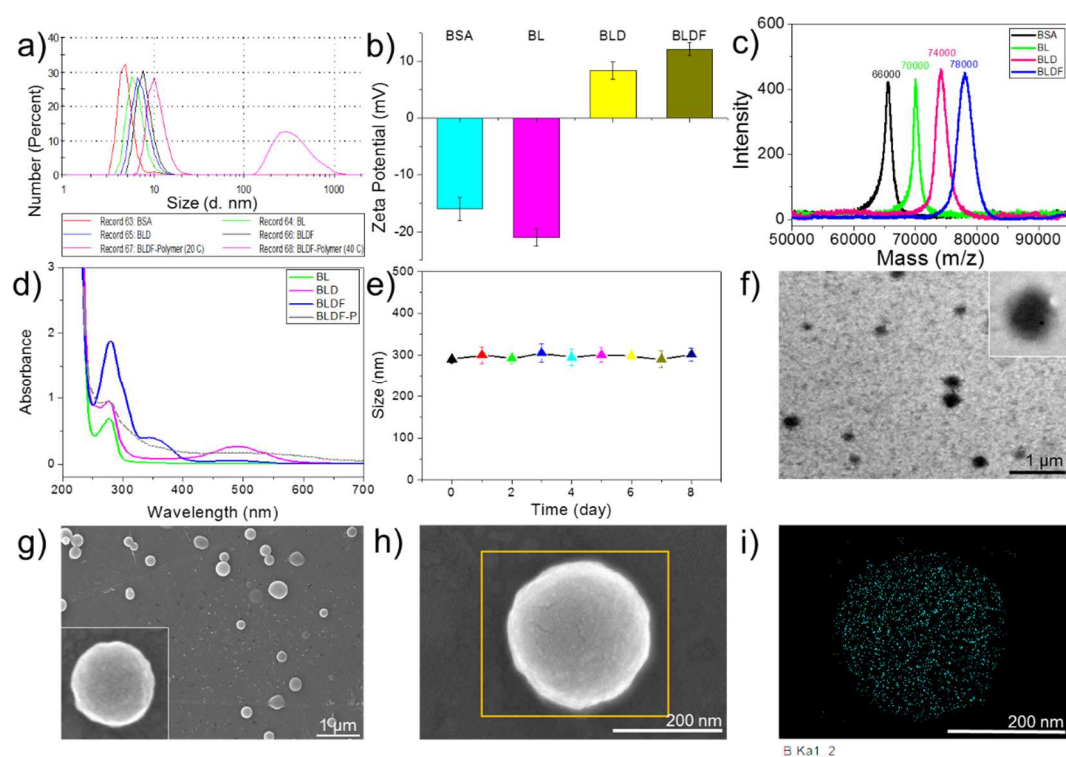 a)
Number (Percent)
40
30
20
10
0
1
10
100
1000
Size (d. nm)
Record 63: BSA
Record 64: BL
Record 65: BLD
Record 66: BLDF
Record 67: BLDF-Polymer (20 C)
Record 68: BLDF-Polymer (40 C)
b)
BSA
BL
BLD
BLDF
Zeta Potential (mV)
10
0
-10
-20
c)
BSA
BL
BLD
BLDF
66000
70000
74000
78000
Intensity
600
400
200
0
50000
60000
70000
80000
90000
Mass (m/z)
d)
BL
BLD
BLDF
BLDF-P
Absorbance
3
2
1
0
200
300
400
500
600
700
Wavelength (nm)
e)
Size (nm)
500
400
300
200
100
0
0
2
4
6
8
Time (day)
f)
1 µm
g)
1 µm
h)
200 nm
i)
200 nm
B Ka1_2